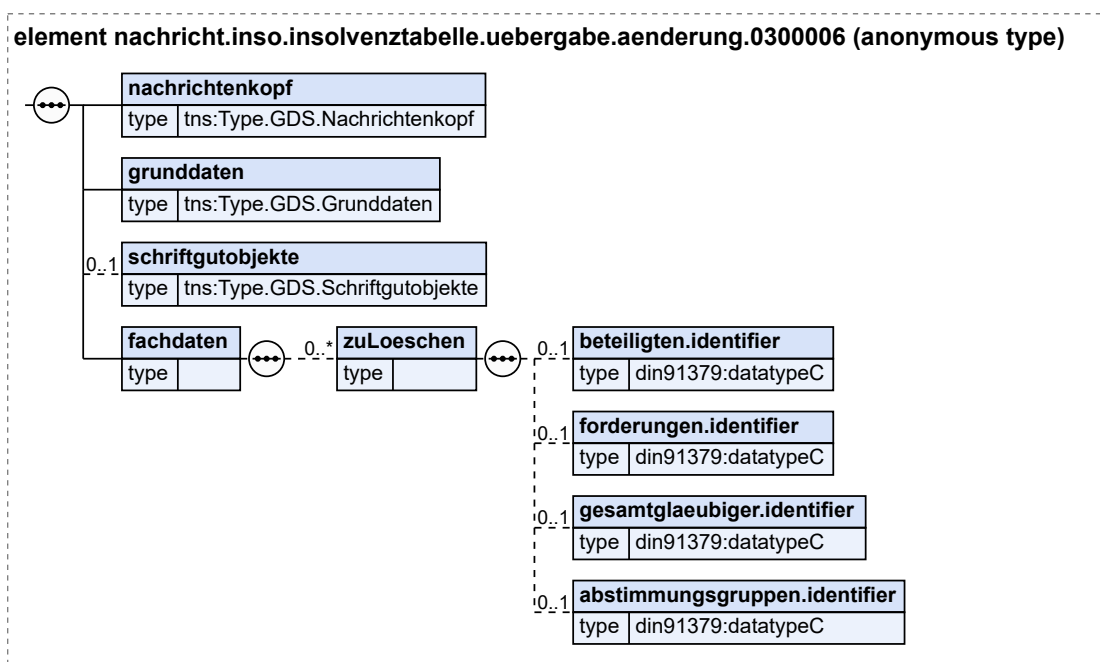 element nachricht.inso.insolvenztabelle.uebergabe.aenderung.0300006 (anonymous type)
nachrichtenkopf
type tns:Type.GDS.Nachrichtenkopf
grunddaten
type tns:Type.GDS.Grunddaten
0..1 schriftgutobjekte
type tns:Type.GDS.Schriftgutobjekte
fachdaten
type
0..* zuLoeschen
type
0..1 beteiligten.identifier
type din91379:datatypeC
0..1 forderungen.identifier
type din91379:datatypeC
0..1 gesamtglaeubiger.identifier
type din91379:datatypeC
0..1 abstimmungsgruppen.identifier
type din91379:datatypeC